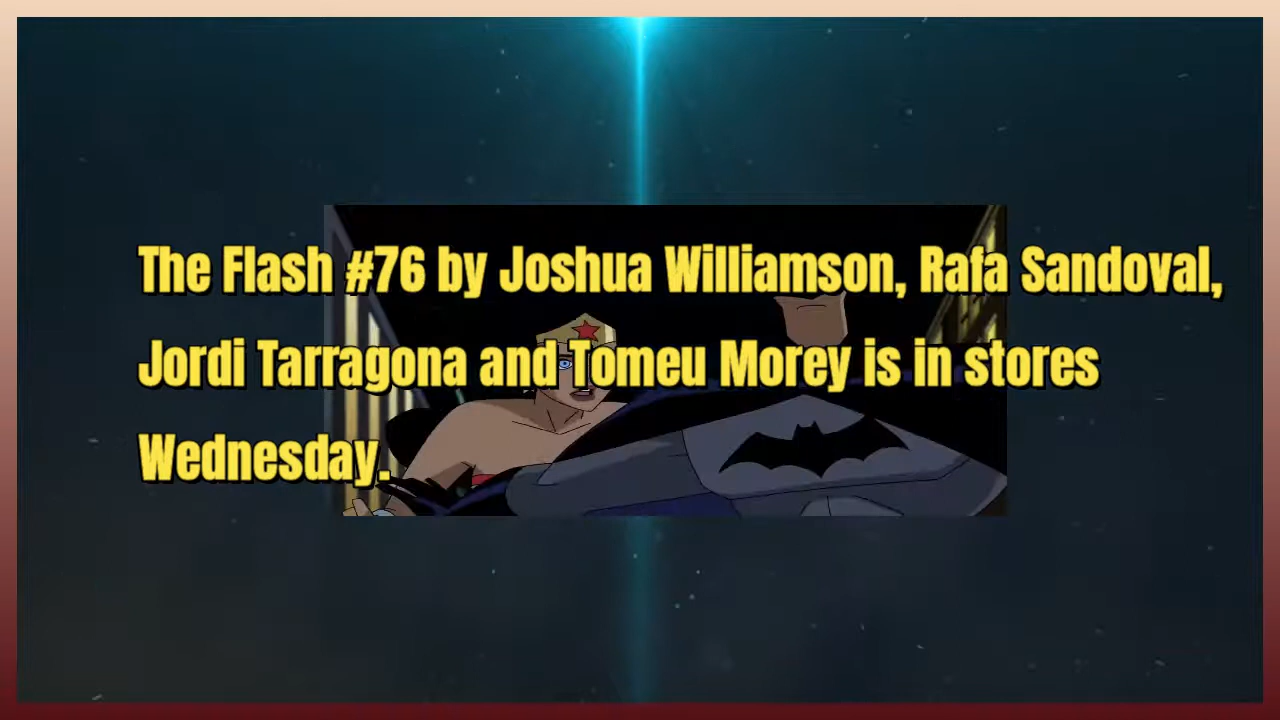 The Flash #76 by Joshua Williamson, Rafa Sandoval,
Jordi Tarragona and Tomeu Morey is in stores
Wednesday.